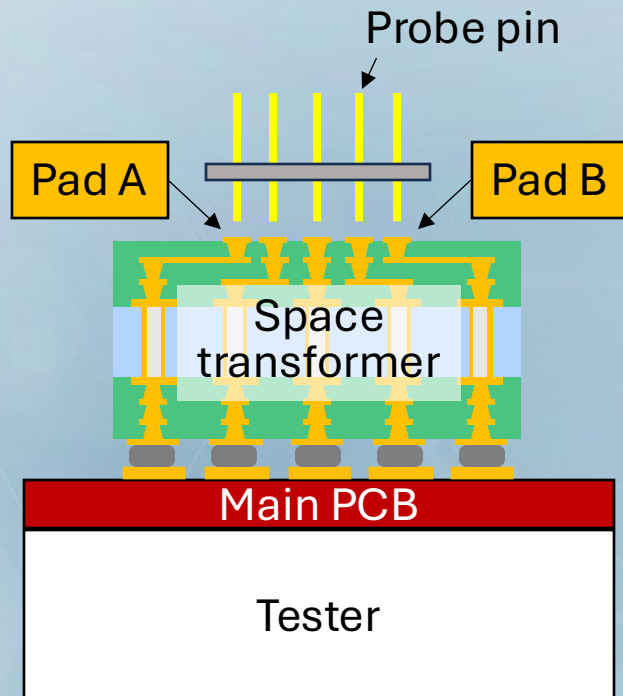 Probe pin
Pad A
Pad B
Space
transformer
Main PCB
Tester